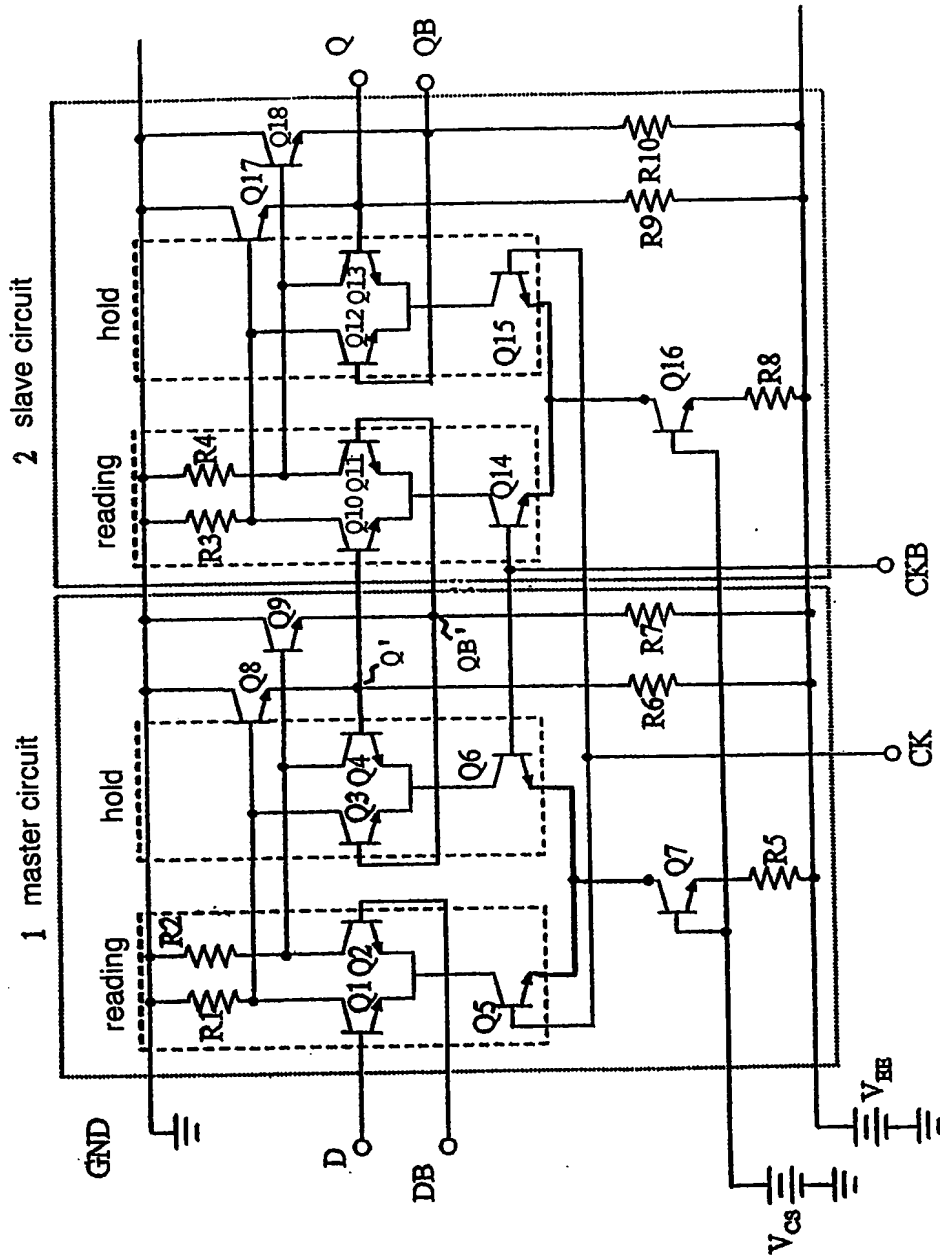 1 master circuit
2 slave circuit
reading
hold
reading
hold
GND
R1
R2
Q8
Q9
R3
R4
Q17
Q18
D
DB
Q1
Q2
Q3
Q4
Q'
QB'
Q10
Q11
Q12
Q13
Q
QB
Q5
Q6
Q14
Q15
Q7
R5
R6
R7
Q16
R8
R9
R10
CK
CKB
VCS
VEE